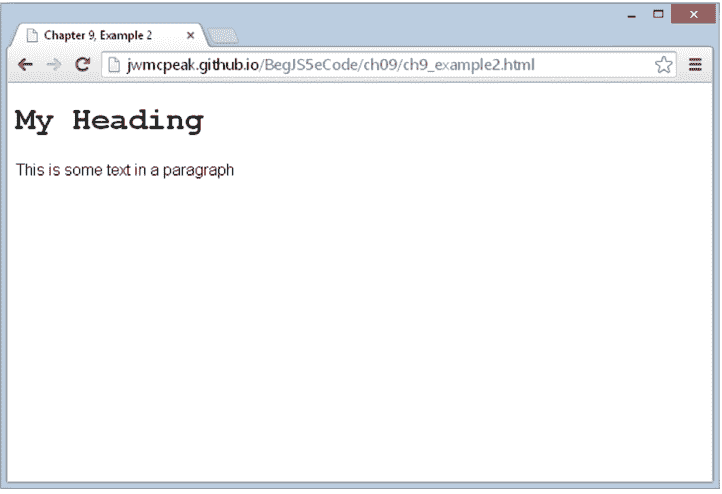 Chapter 9, Example 2
jwmcpeak.github.io/BegJS5eCode/ch09/ch9_example2.html
My Heading
This is some text in a paragraph